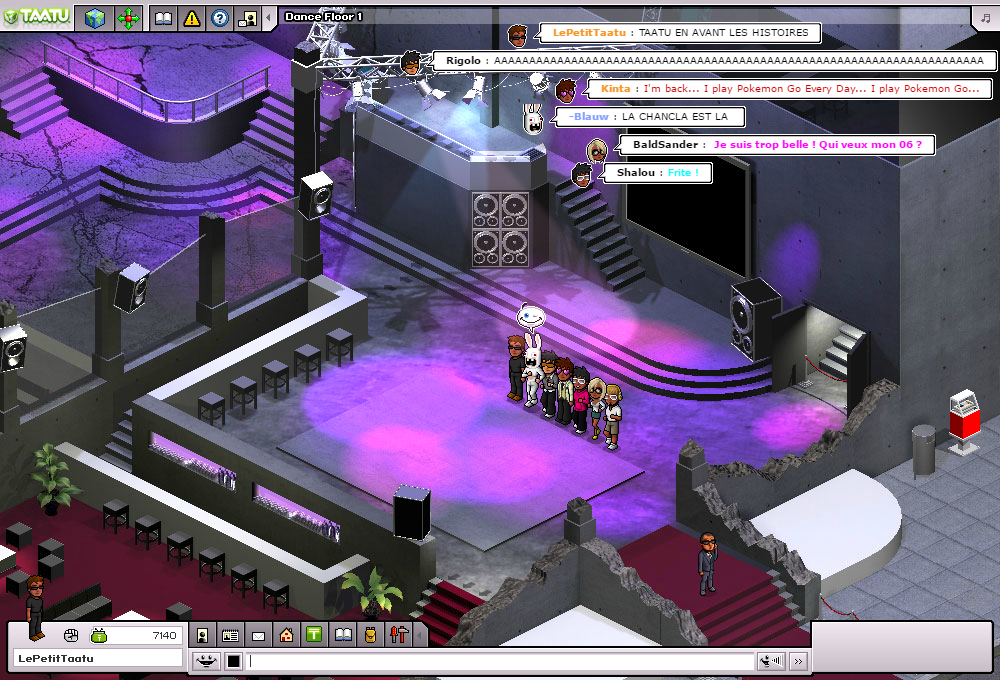 TAATU
Dance Floor 1
LePetitTaatu : TAATU EN AVANT LES HISTOIRES
Rigolo : AAAAAAAAAAAAAAAAAAAAAAAAAAAAAAAAAAAAAAAAAAAAAAAAAAAAAAAAAAAAAAAAAAAAAA
Kinta : I'm back... I play Pokemon Go Every Day... I play Pokemon Go...
-Blauw : LA CHANCLA EST LA
BaldSander : Je suis trop belle ! Qui veux mon 06 ?
Shalou : Frite !
7140
T
LePetitTaatu